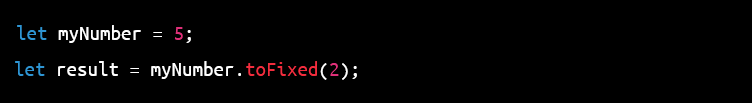 let myNumber = 5;
let result = myNumber.toFixed(2);